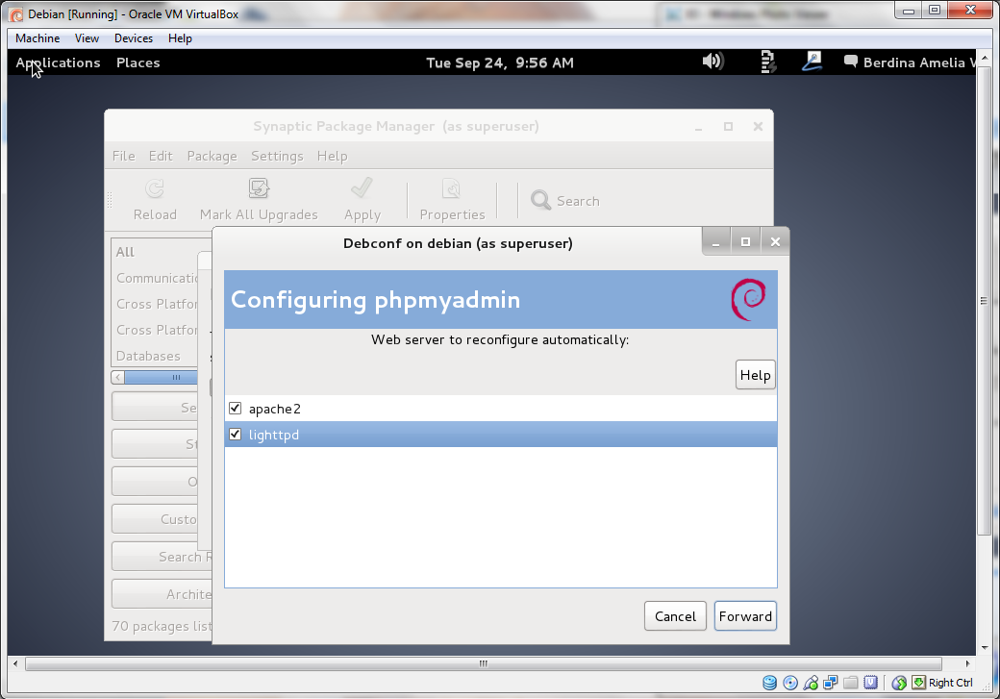 Debian [Running] - Oracle VM VirtualBox
Machine View Devices Help
Applications Places Tue Sep 24, 9:56 AM Berdina Amelia
Synaptic Package Manager (as superuser)
File Edit Package Settings Help
Reload Mark All Upgrades Apply Properties Search
Debconf on debian (as superuser)
All
Communicatio
Cross Platfor
Cross Platfor
Databases
Se
St
O
Custo
Search R
Archite
70 packages list
Configuring phpmyadmin
Web server to reconfigure automatically:
Help
apache2
lighttpd
Cancel Forward
Right Ctrl